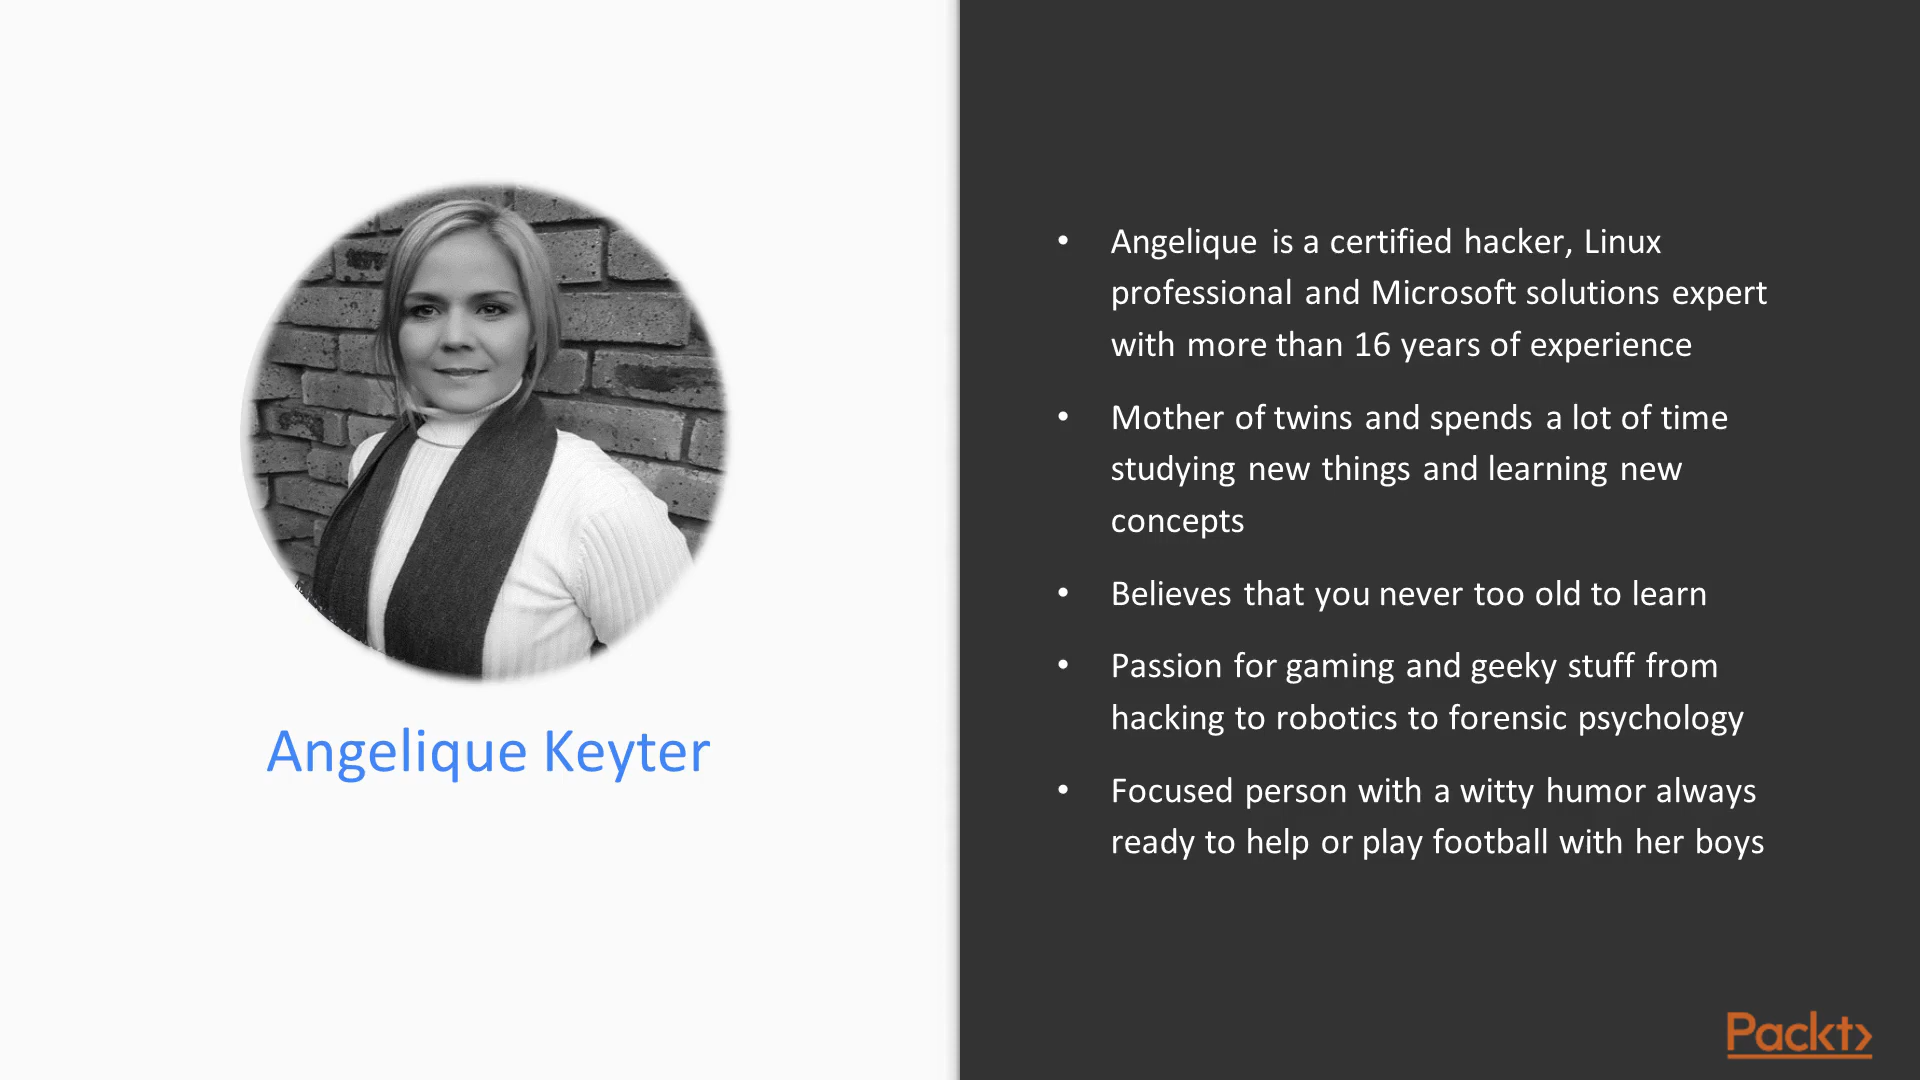 Angelique Keyter
• Angelique is a certified hacker, Linux
professional and Microsoft solutions expert
with more than 16 years of experience
• Mother of twins and spends a lot of time
studying new things and learning new
concepts
• Believes that you never too old to learn
• Passion for gaming and geeky stuff from
hacking to robotics to forensic psychology
• Focused person with a witty humor always
ready to help or play football with her boys
Packt>